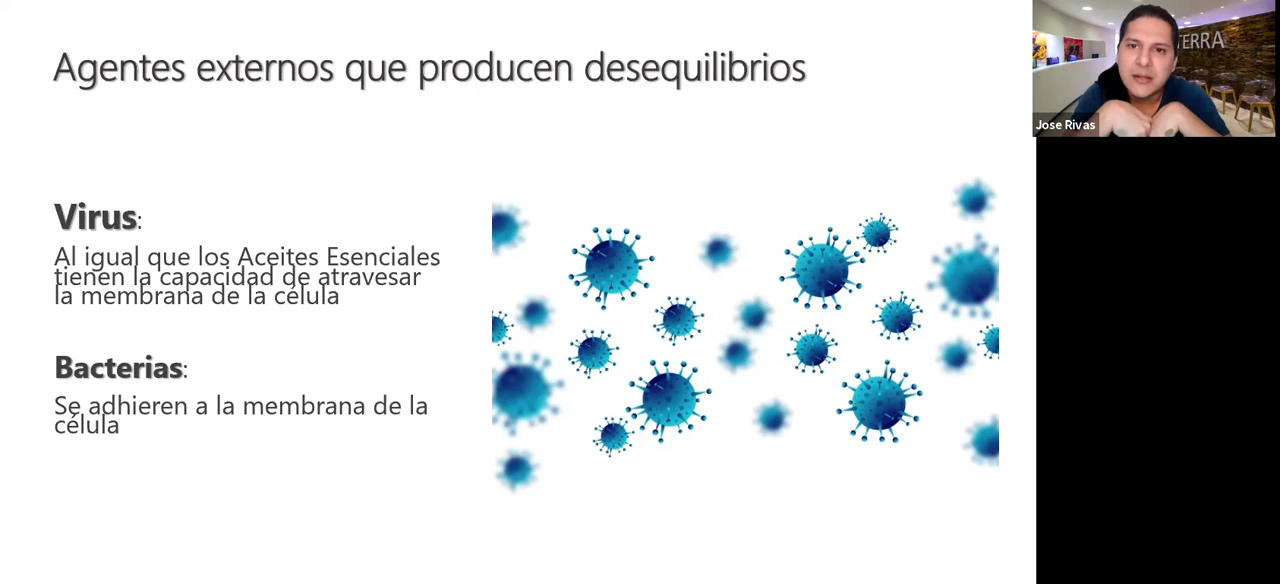 Agentes externos que producen desequilibrios
TERRA
Jose Rivas
Virus:
Al igual que los Aceites Esenciales
tienen la capacidad de atravesar
la membrana de la célula
Bacterias:
Se adhieren a la membrana de la
célula